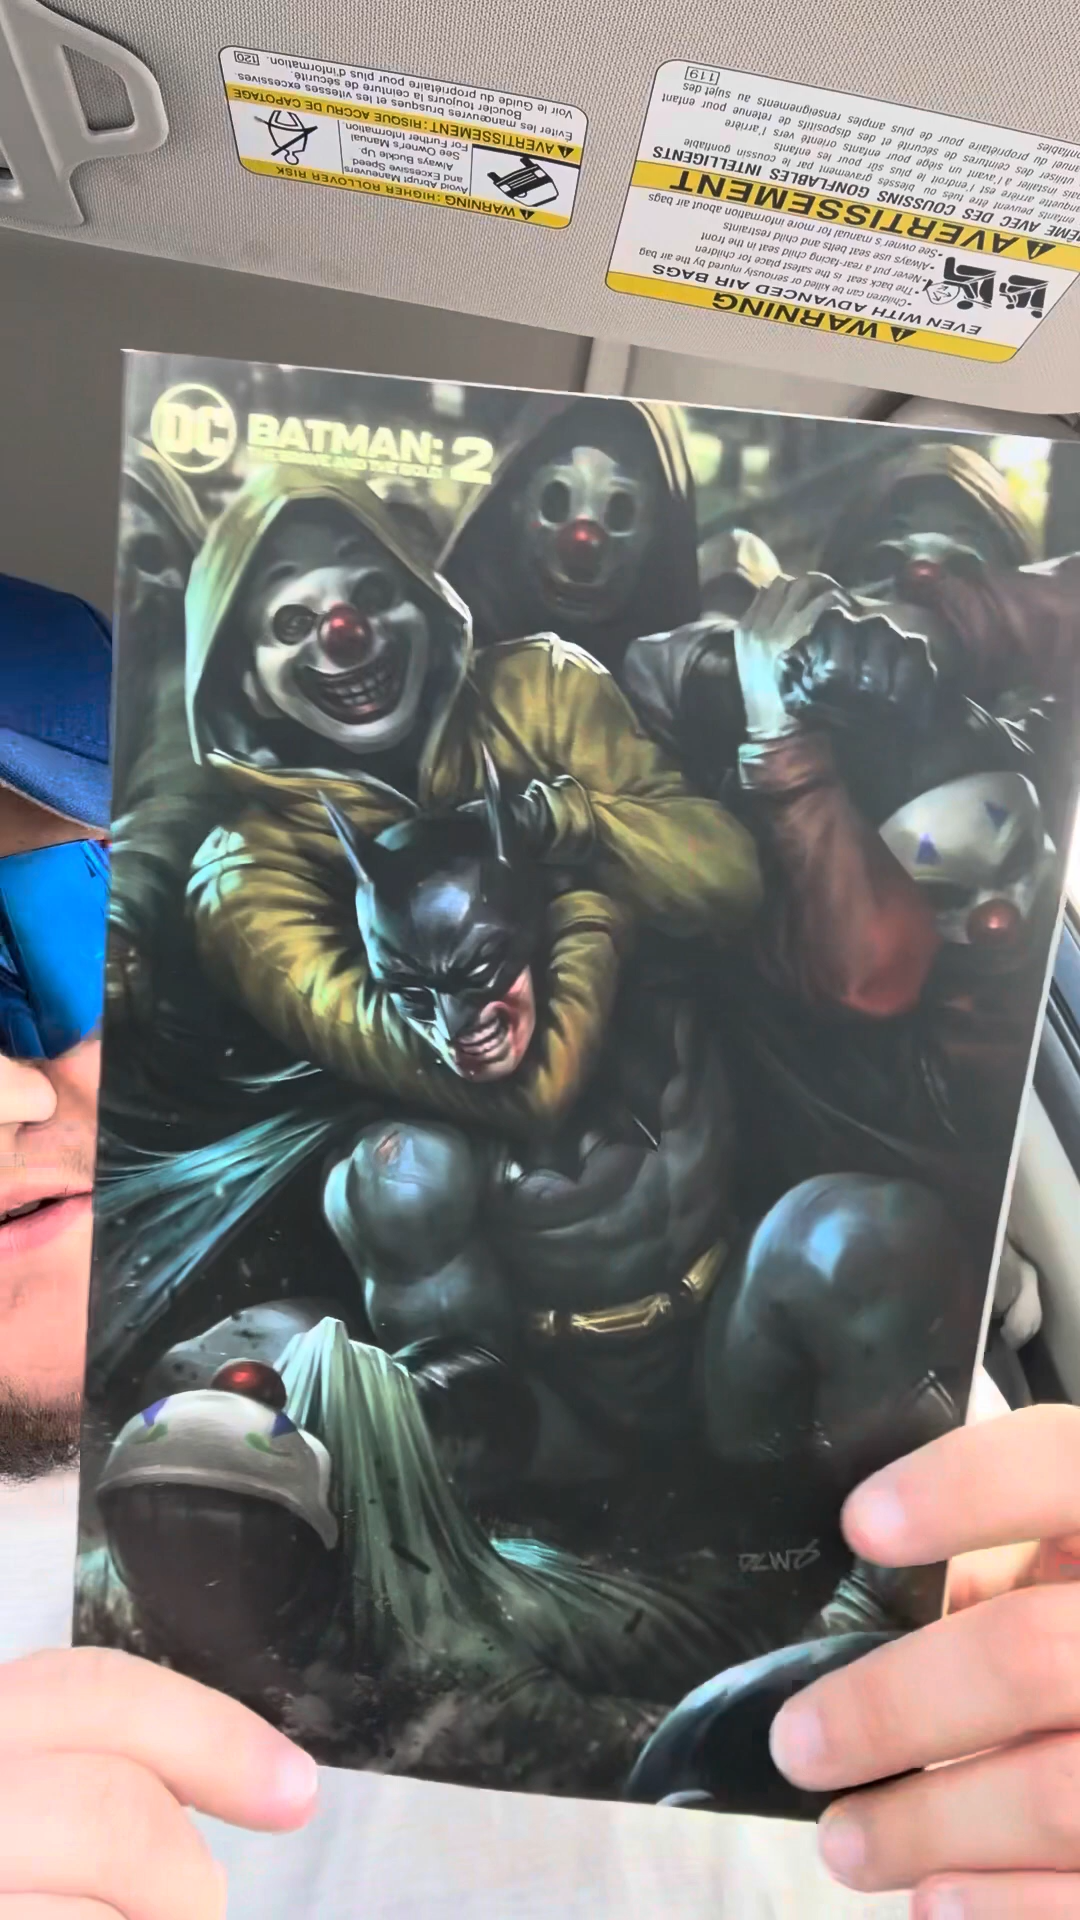 Voir le Guide du propriétaire pour plus d'information.
Boucler toujours la ceinture de sécurité.
Éviter les manœuvres brusques et les vitesses excessives.
AVERTISSEMENT : RISQUE ACCRU DE CAPOTAGE
120
WARNING: HIGHER ROLLOVER RISK
Avoid Abrupt Maneuvers
and Excessive Speed
Always Buckle Up
See Owner's Manual
For Further Information.
119
WARNING
EVEN WITH ADVANCED AIR BAGS
•Children can be killed or seriously injured by the air bag
•The back seat is the safest place for children
•Never put a rear-facing child seat in the front
•Always use seat belts and child restraints
•See owner's manual for more information about air bags
AVERTISSEMENT
MÊME AVEC DES COUSSINS GONFLABLES INTELLIGENTS
DC
BATMAN: 2
THE BRAVE AND THE BOLD